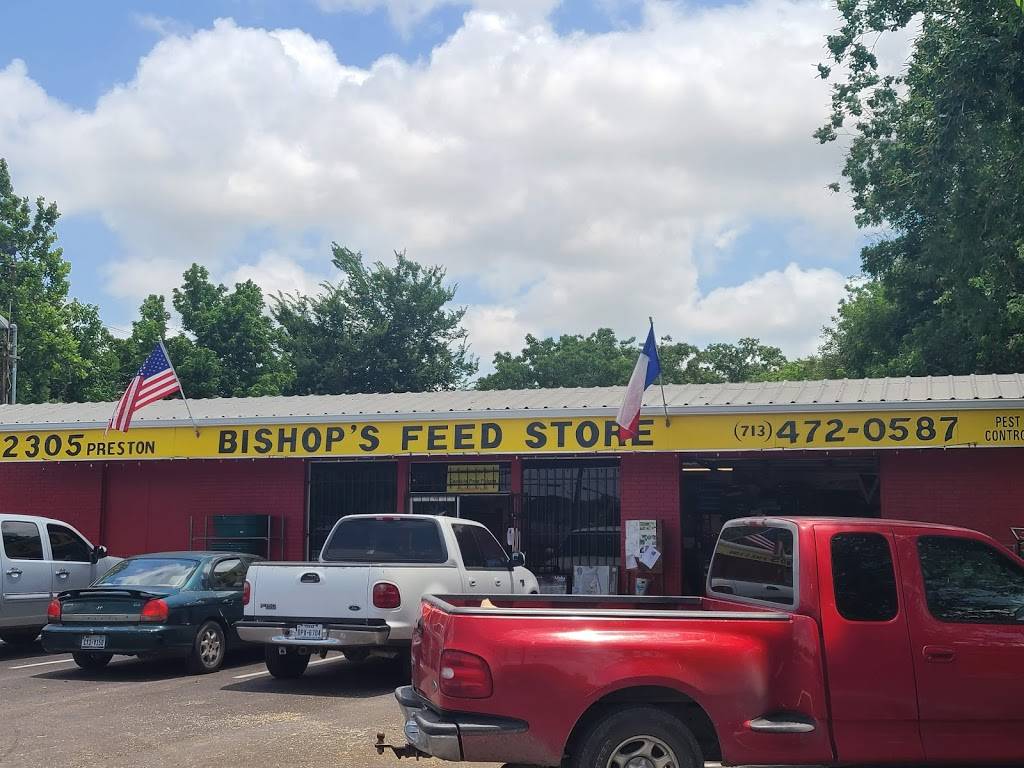 2305 PRESTON BISHOP'S FEED STORE (713) 472-0587 PEST
CONTRO